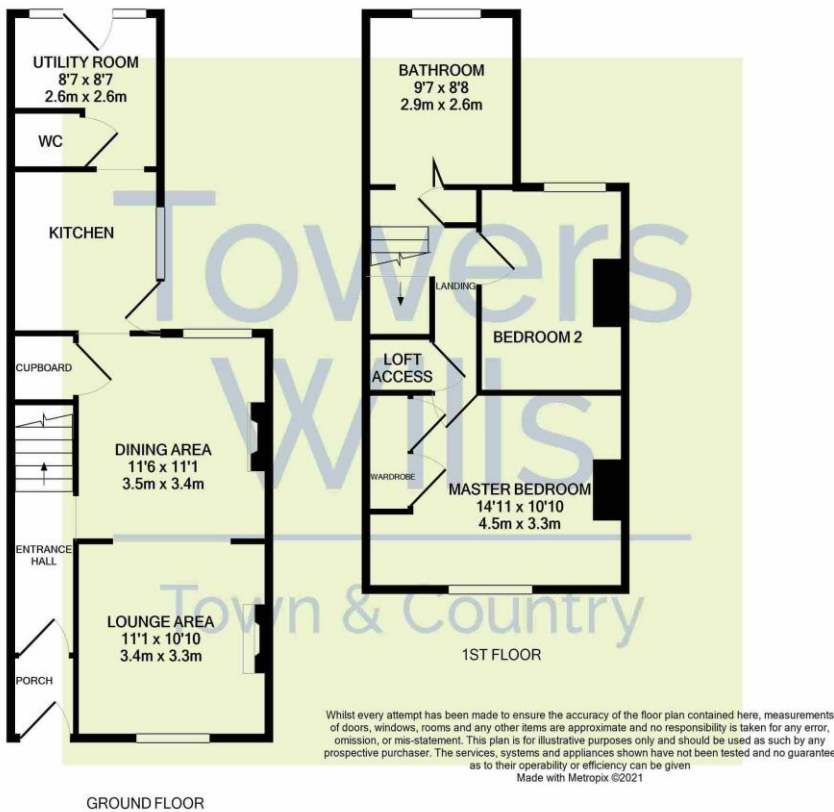 UTILITY ROOM
8'7 x 8'7
2.6m x 2.6m
WC
KITCHEN
CUPBOARD
DINING AREA
11'6 x 11'1
3.5m x 3.4m
ENTRANCE
HALL
LOUNGE AREA
11'1 x 10'10
3.4m x 3.3m
PORCH
GROUND FLOOR
BATHROOM
9'7 x 8'8
2.9m x 2.6m
LANDING
BEDROOM 2
LOFT
ACCESS
WARDROBE
MASTER BEDROOM
14'11 x 10'10
4.5m x 3.3m
1ST FLOOR
Towers
Wills
Town & Country
Whilst every attempt has been made to ensure the accuracy of the floor plan contained here, measurements
of doors, windows, rooms and any other items are approximate and no responsibility is taken for any error,
omission, or mis-statement. This plan is for illustrative purposes only and should be used as such by any
prospective purchaser. The services, systems and appliances shown have not been tested and no guarantee
as to their operability or efficiency can be given
Made with Metropix ©2021